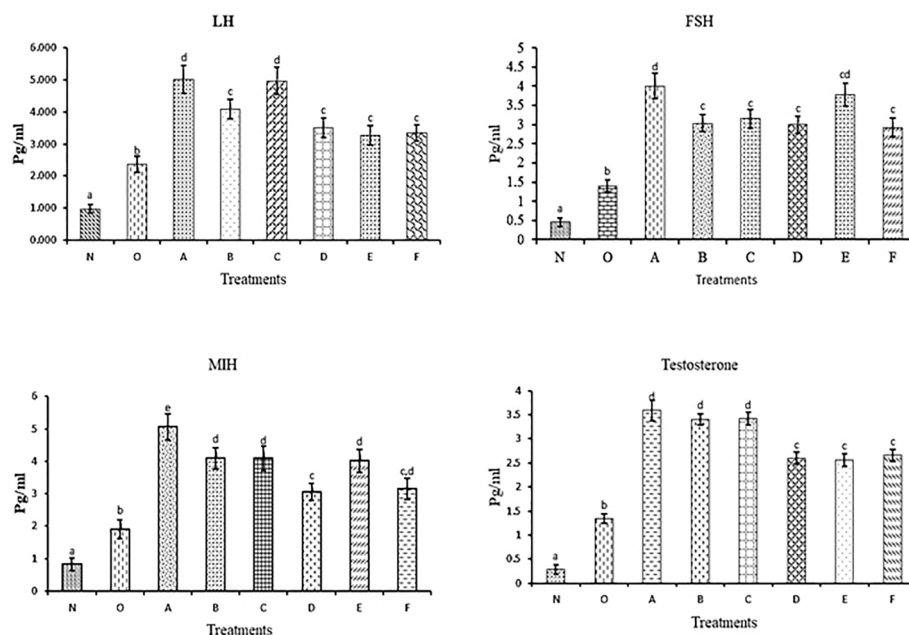 LH
6.000
5.000
4.000
3.000
2.000
1.000
0.000
Pg/ml
a
b
d
c
d
c
c
c
N O A B C D E F
Treatments
FSH
5
4.5
4
3.5
3
2.5
2
1.5
1
0.5
0
Pg/ml
a
b
d
c
c
c
cd
c
N O A B C D E F
Treatments
MIH
6
5
4
3
2
1
0
Pg/ml
a
b
e
d
d
c
d
c,d
N O A B C D E F
Treatments
Testosterone
4
3.5
3
2.5
2
1.5
1
0.5
0
Pg/ml
a
b
d
d
d
c
c
c
N O A B C D E F
Treatments